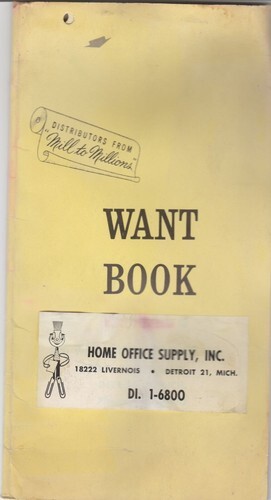 DISTRIBUTORS FROM
"Mill to Millions"
WANT
BOOK
HOME OFFICE SUPPLY, INC.
18222 LIVERNOIS • DETROIT 21, MICH.
DI. 1-6800